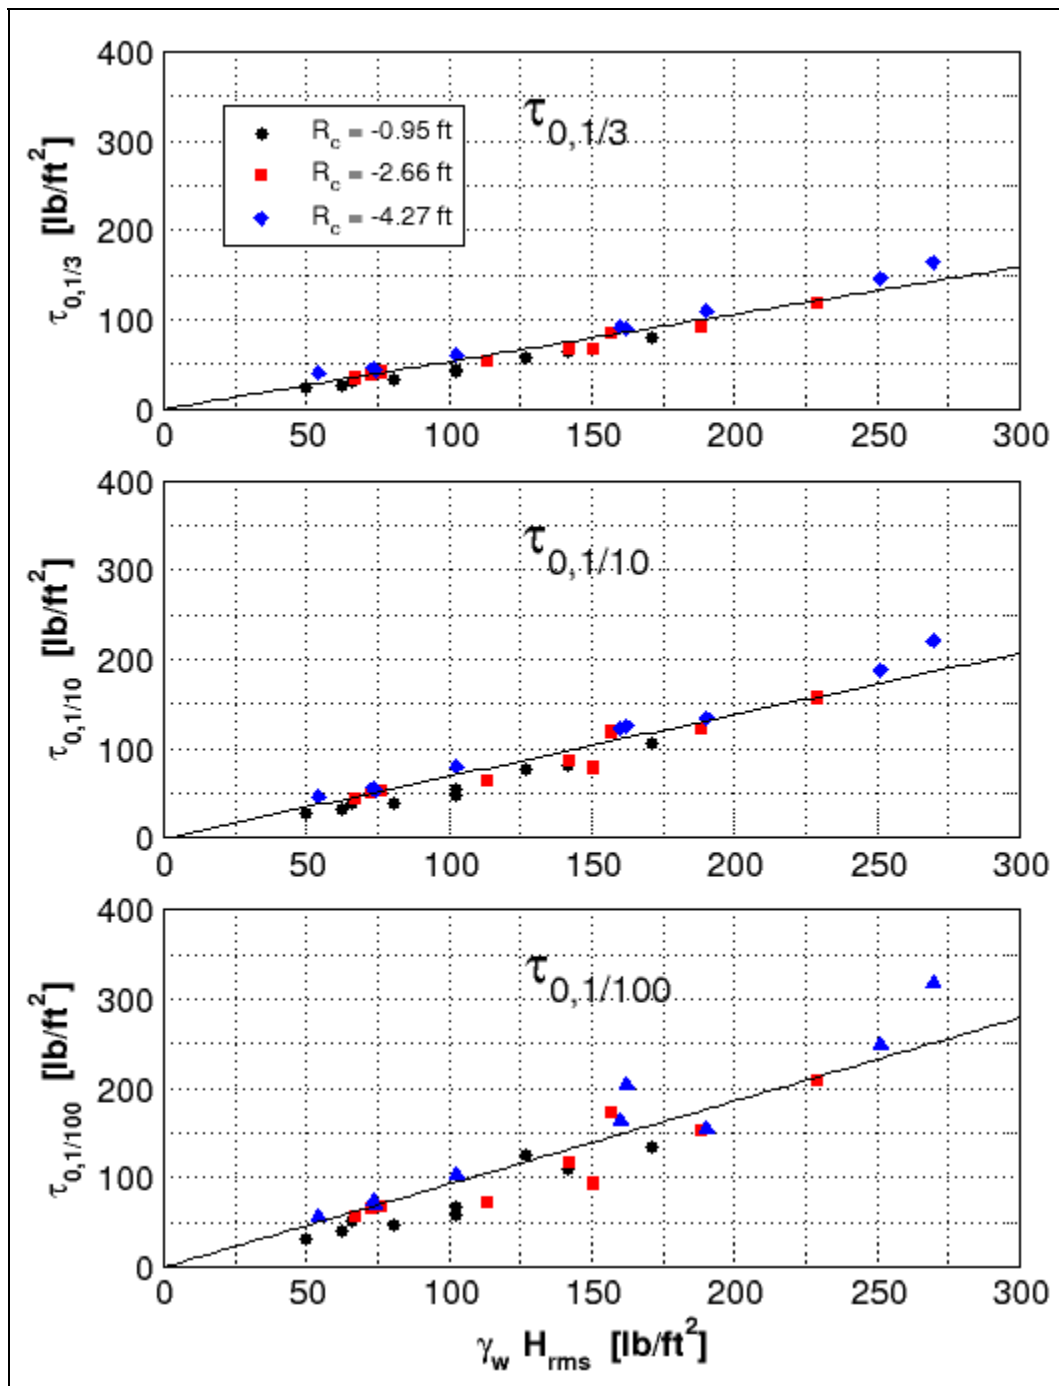 400
300
200
100
0
τ0,1/3 [lb/ft2]
τ0,1/3
Rc = -0.95 ft
Rc = -2.66 ft
Rc = -4.27 ft
0 50 100 150 200 250 300
400
300
200
100
0
τ0,1/10 [lb/ft2]
τ0,1/10
0 50 100 150 200 250 300
400
300
200
100
0
τ0,1/100 [lb/ft2]
τ0,1/100
0 50 100 150 200 250 300
γw Hrms [lb/ft2]